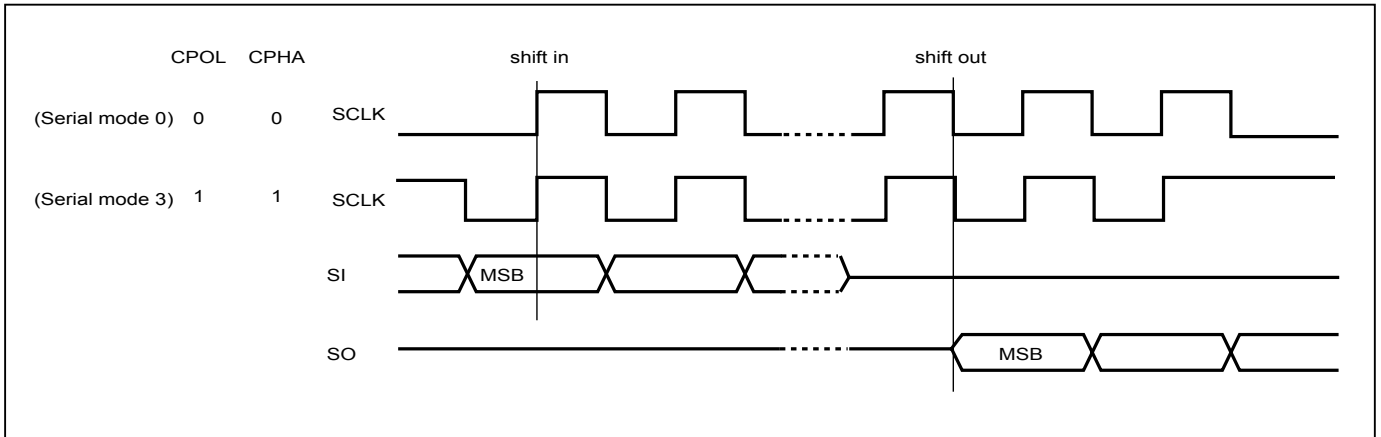 CPOL CPHA shift in shift out
(Serial mode 0) 0 0 SCLK
(Serial mode 3) 1 1 SCLK
SI MSB
SO MSB